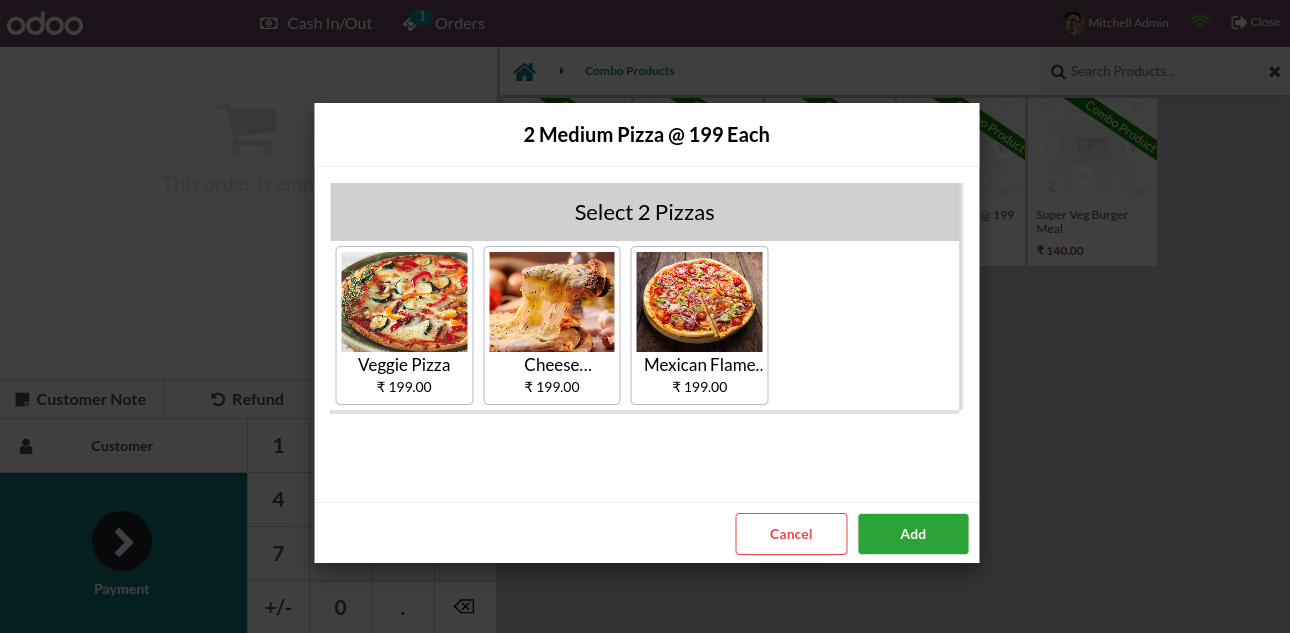 odoo
Cash In/Out
1
Orders
Mitchell Admin
Close
Combo Products
Search Products...
This order is emp
2 Medium Pizza @ 199 Each
Select 2 Pizzas
Veggie Pizza
₹ 199.00
Cheese...
₹ 199.00
Mexican Flame..
₹ 199.00
Product
@ 199
Combo Product
Super Veg Burger
Meal
₹ 140.00
Customer Note
Refund
Customer
1
4
7
+/-
0
.
Payment
Cancel
Add